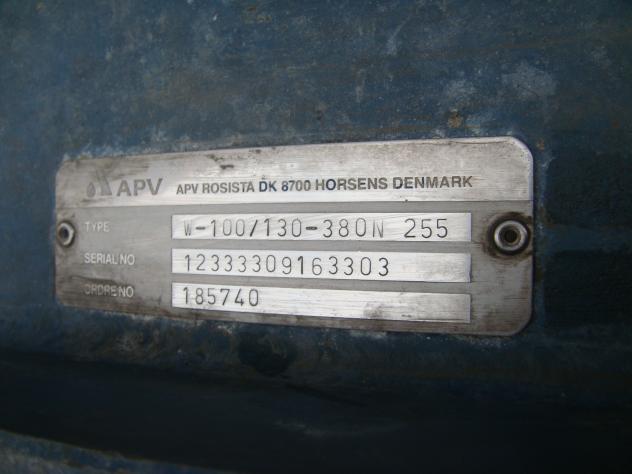 APV APV ROSISTA DK 8700 HORSENS DENMARK
TYPE W-100/130-380N 255
SERIAL NO 12333309163303
ORDRE NO 185740